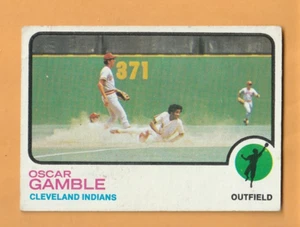 371
OSCAR
GAMBLE
CLEVELAND INDIANS
OUTFIELD